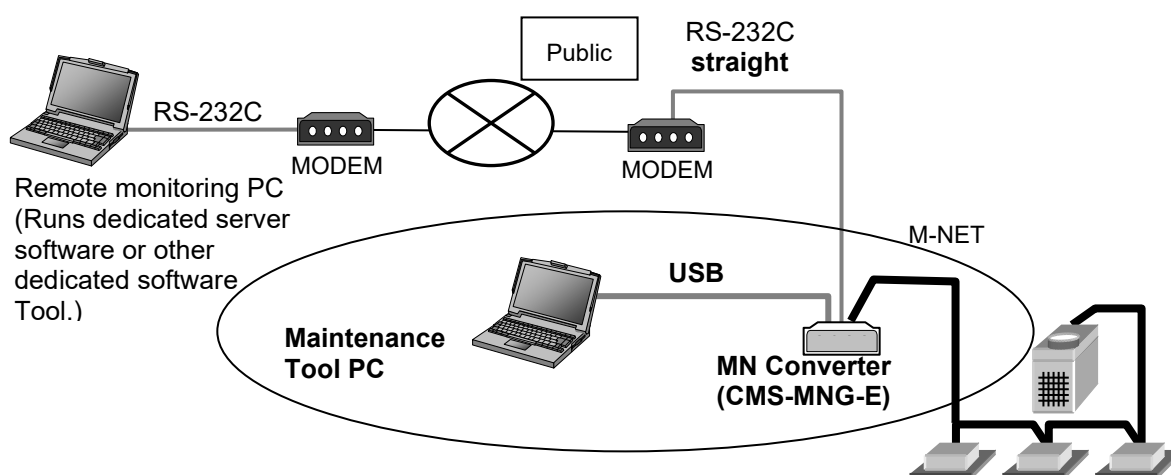 Public
RS-232C
straight
RS-232C
MODEM
MODEM
Remote monitoring PC
(Runs dedicated server
software or other
dedicated software
Tool.)
M-NET
USB
Maintenance
Tool PC
MN Converter
(CMS-MNG-E)